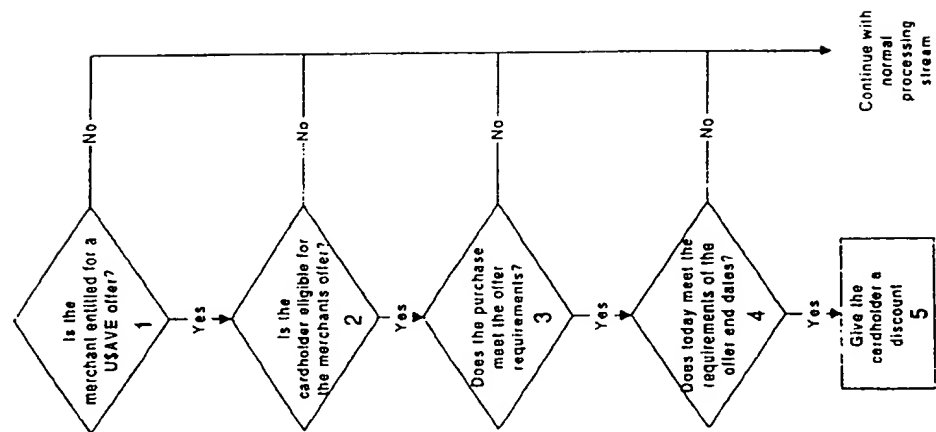 Is the
merchant entitled for a
USAVE offer?
1
No
Yes
Is the
cardholder eligible for
the merchants offer?
2
No
Yes
Does the purchase
meet the offer
requirements?
3
No
Yes
Does today meet the
requirements of the
offer end dates?
4
No
Yes
Give the
cardholder a
discount
5
Continue with
normal
processing
stream